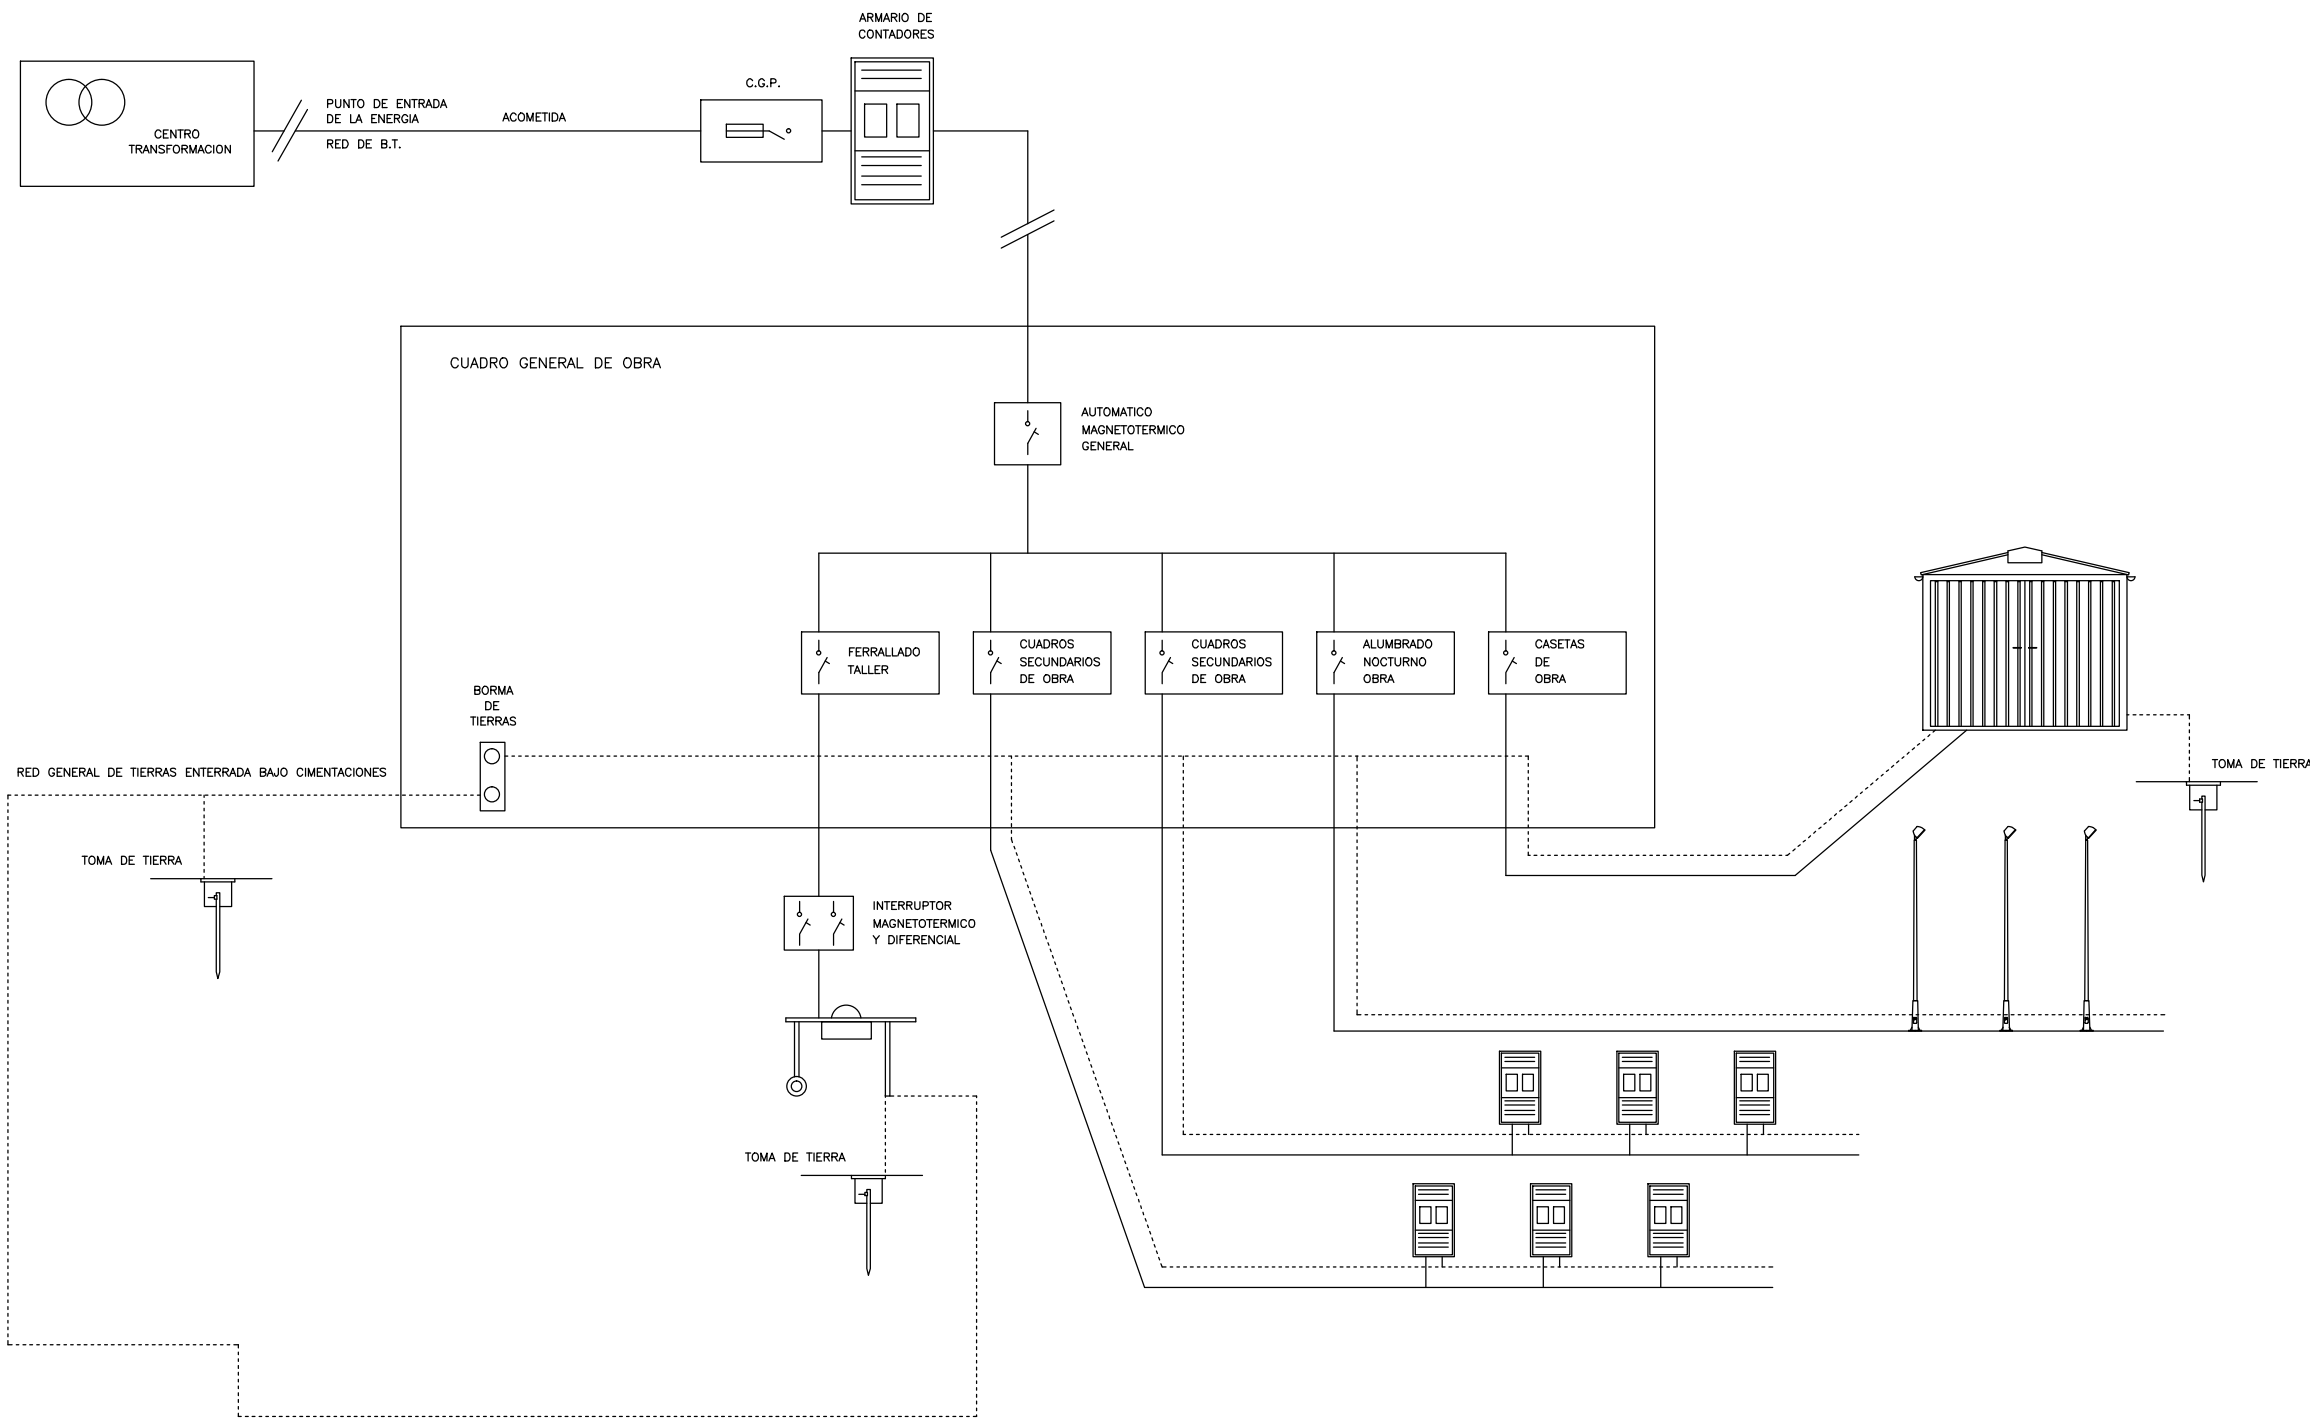 ARMARIO DE
CONTADORES
C.G.P.
PUNTO DE ENTRADA
DE LA ENERGIA
ACOMETIDA
RED DE B.T.
CENTRO
TRANSFORMACION
CUADRO GENERAL DE OBRA
AUTOMATICO
MAGNETOTERMICO
GENERAL
FERRALLADO
TALLER
CUADROS
SECUNDARIOS
DE OBRA
CUADROS
SECUNDARIOS
DE OBRA
ALUMBRADO
NOCTURNO
OBRA
CASETAS
DE
OBRA
BORMA
DE
TIERRAS
RED GENERAL DE TIERRAS ENTERRADA BAJO CIMENTACIONES
TOMA DE TIERRA
TOMA DE TIERRA
INTERRUPTOR
MAGNETOTERMICO
Y DIFERENCIAL
TOMA DE TIERRA